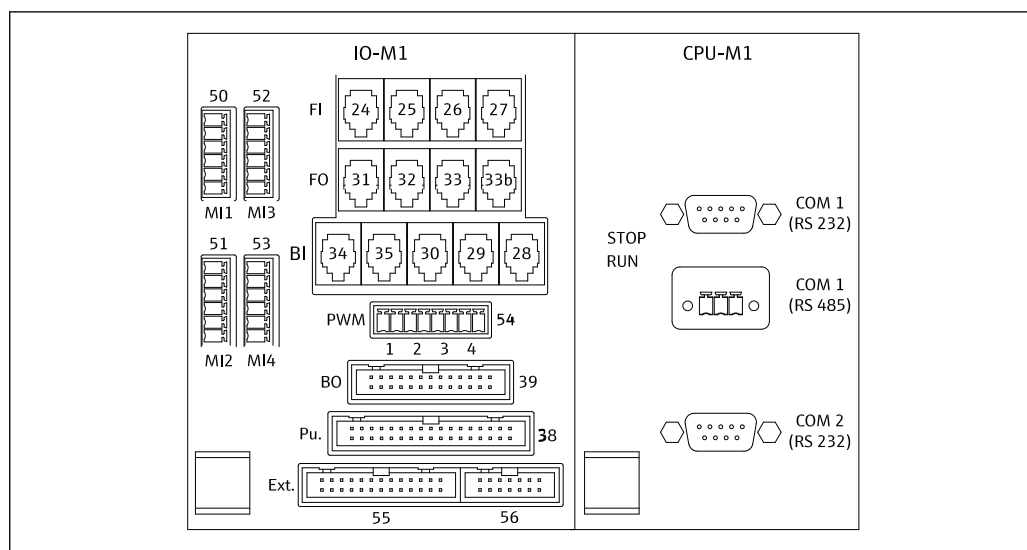 IO-M1
CPU-M1
50 52
MI1 MI3
51 53
MI2 MI4
FI 24 25 26 27
FO 31 32 33 33b
BI 34 35 30 29 28
PWM 54
1 2 3 4
BO 39
Pu. 38
Ext.
55 56
STOP
RUN
COM 1
(RS 232)
COM 1
(RS 485)
COM 2
(RS 232)